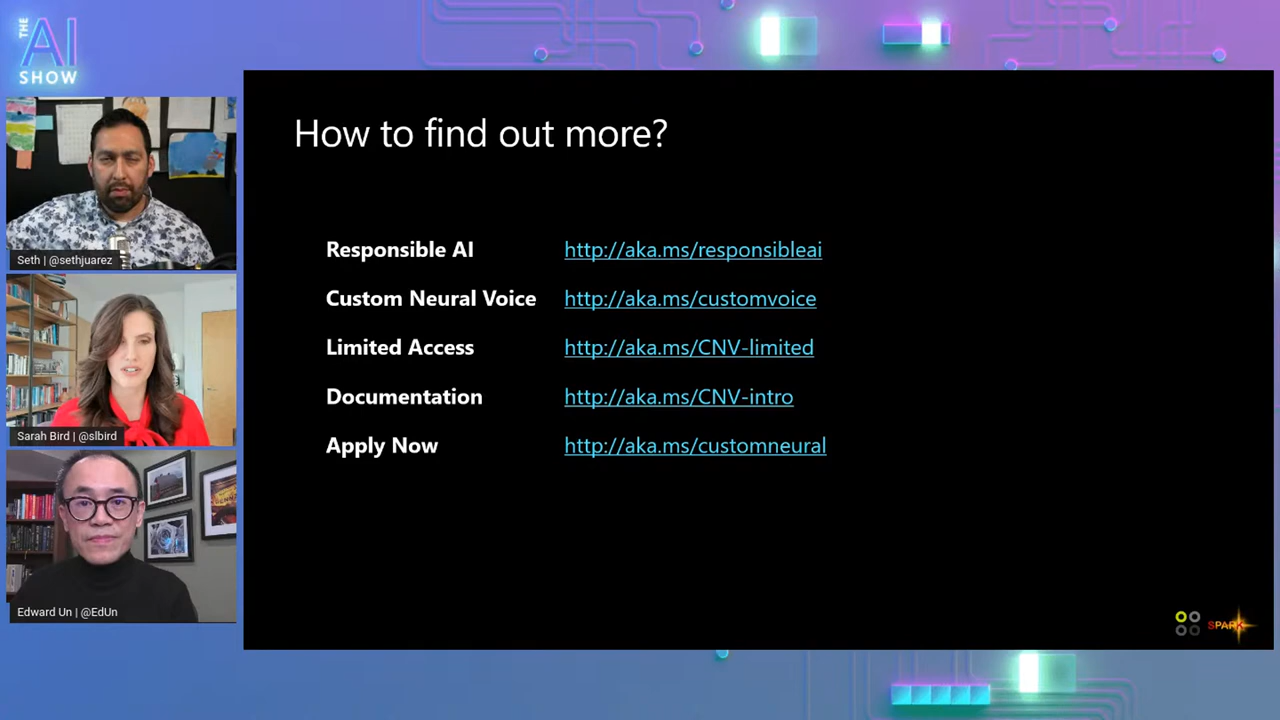 THE
AI
SHOW
Seth | @sethjuarez
Sarah Bird | @slbird
Edward Un | @EdUn
How to find out more?
Responsible AI http://aka.ms/responsibleai
Custom Neural Voice http://aka.ms/customvoice
Limited Access http://aka.ms/CNV-limited
Documentation http://aka.ms/CNV-intro
Apply Now http://aka.ms/customneural
SPARK